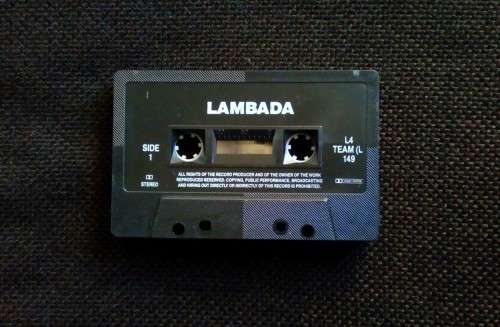 LAMBADA
SIDE
1
L4
TEAM (L
149
STEREO
ALL RIGHTS OF THE RECORD PRODUCER AND OF THE OWNER OF THE WORK
REPRODUCED RESERVED. COPYING, PUBLIC PERFORMANCE, BROADCASTING
AND HIRING OUT DIRECTLY OR INDIRECTLY OF THIS RECORD IS PROHIBITED.